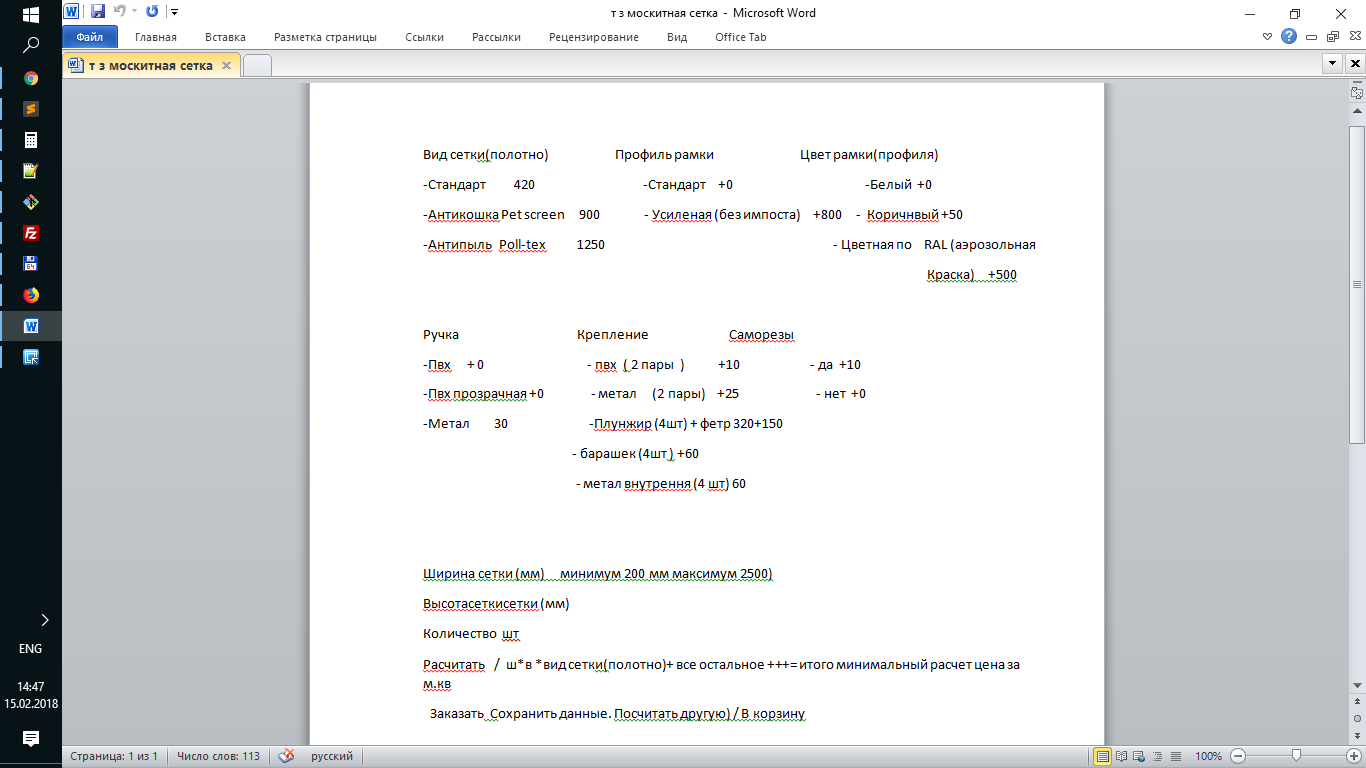 т з москитная сетка - Microsoft Word
Файл Главная Вставка Разметка страницы Ссылки Рассылки Рецензирование Вид Office Tab
т з москитная сетка
Вид сетки(полотно) Профиль рамки Цвет рамки(профиля)
-Стандарт 420 -Стандарт +0 -Белый +0
-Антикошка Pet screen 900 - Усиленая (без импоста) +800 - Коричнвый +50
-Антипыль Poll-tex 1250 - Цветная по RAL (аэрозольная
Краска) +500
Ручка Крепление Саморезы
-Пвх + 0 - пвх ( 2 пары ) +10 - да +10
-Пвх прозрачная +0 - метал (2 пары) +25 - нет +0
-Метал 30 -Плунжир (4шт) + фетр 320+150
- барашек (4шт.) +60
- метал внутрення (4 шт) 60
Ширина сетки (мм) минимум 200 мм максимум 2500)
Высотасеткисетки (мм)
Количество шт
Расчитать / ш* в * вид сетки(полотно)+ все остальное +++= итого минимальный расчет цена за
м.кв
Заказать Сохранить данные. Посчитать другую) / В корзину
ENG
14:47
15.02.2018
Страница: 1 из 1 Число слов: 113 русский 100%